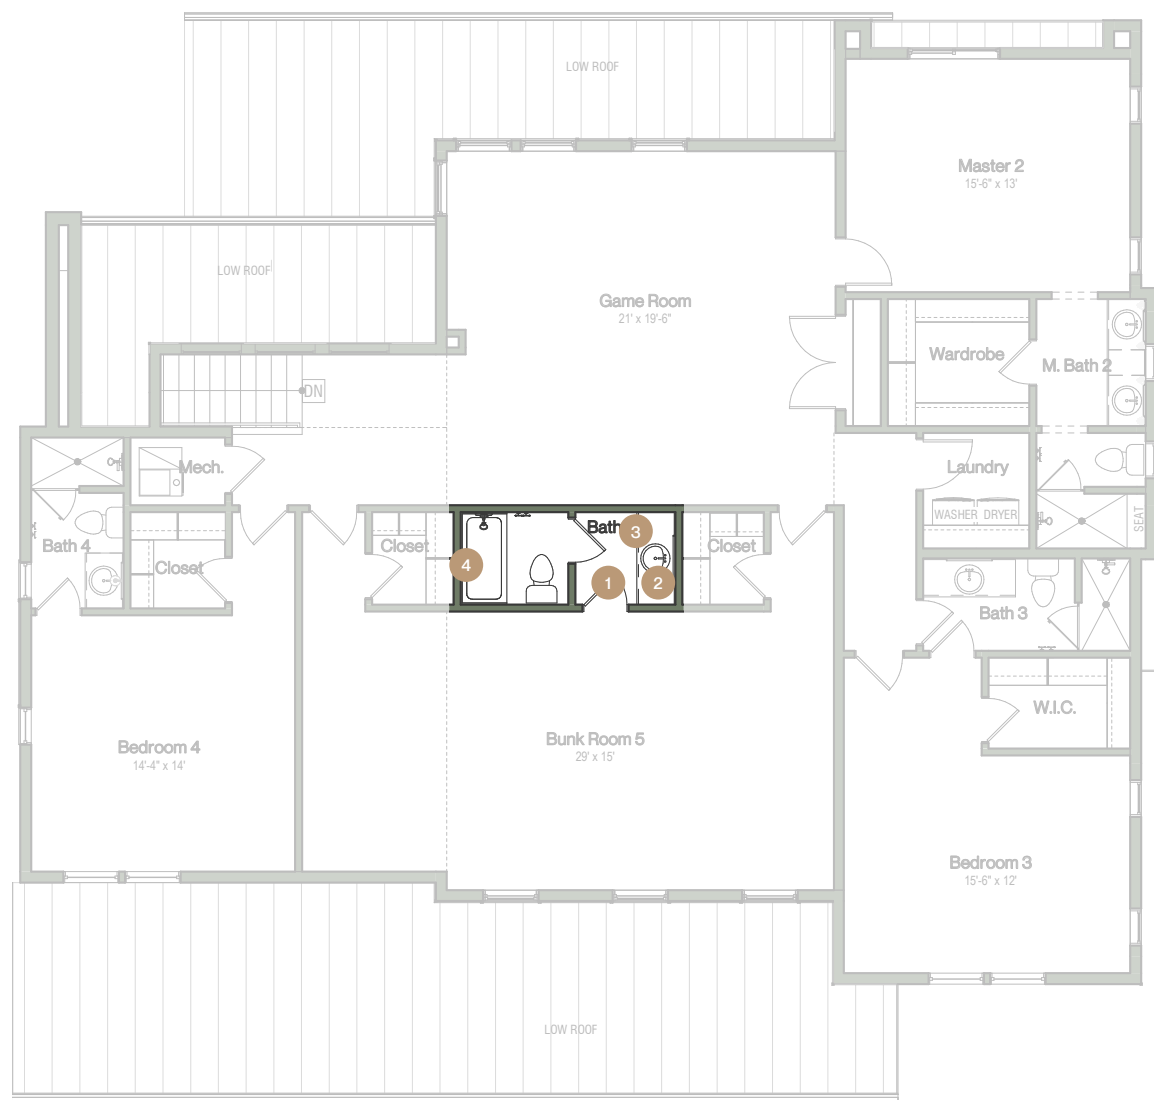 LOW ROOF
Master 2
15'-6" x 13'
LOW ROOF
Game Room
21' x 19'-6"
Wardrobe
M. Bath 2
DN
Mech.
Laundry
WASHER DRYER
SEAT
Bath 4
Closet
Closet
Bath
3
4
1
2
Closet
Bath 3
W.I.C.
Bedroom 4
14'-4" x 14'
Bunk Room 5
29' x 15'
Bedroom 3
15'-6" x 12'
LOW ROOF